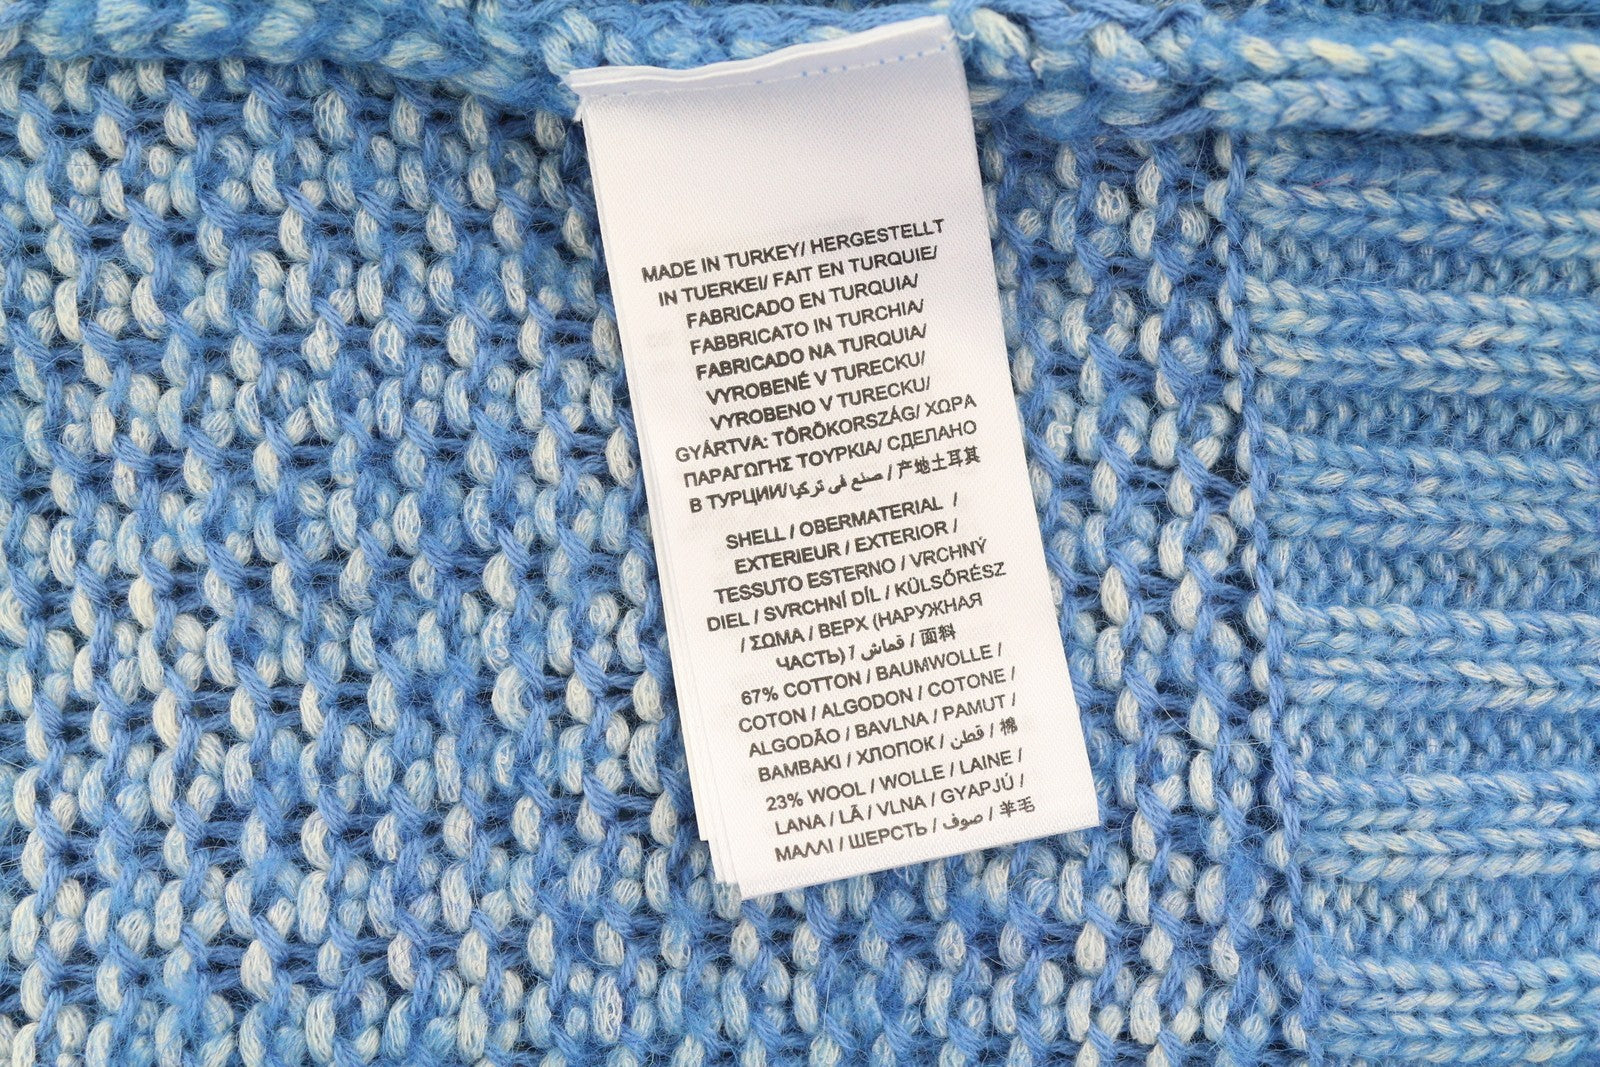 MADE IN TURKEY/ HERGESTELLT
IN TUERKEI/ FAIT EN TURQUIE/
FABRICADO EN TURQUIA/
FABBRICATO IN TURCHIA/
FABRICADO NA TURQUIA/
VYROBENÉ V TURECKU/
VYROBENO V TURECKU/
GYÁRTVA: TÖRÖKORSZÁG/ ΧΩΡΑ
ΠΑΡΑΓΩΓΗΣ ΤΟΥΡΚΙΑ/ СДЕЛАНО
В ТУРЦИИ/صنع في تركيا / 产地土耳其
SHELL / OBERMATERIAL /
EXTERIEUR / EXTERIOR /
TESSUTO ESTERNO / VRCHNÝ
DIEL / SVRCHNÍ DÍL / KÜLSŐRÉSZ
/ ΣΩΜΑ / ВЕРХ (НАРУЖНАЯ
ЧАСТЬ) / قماش / 面料
67% COTTON / BAUMWOLLE /
COTON / ALGODON / COTONE /
ALGODÃO / BAVLNA / PAMUT /
ΒΑΜΒΑΚΙ / ХЛОПОК / قطن / 棉
23% WOOL / WOLLE / LAINE /
LANA / LÃ / VLNA / GYAPJÚ /
ΜΑΛΛΙ / ШЕРСТЬ / صوف / 羊毛